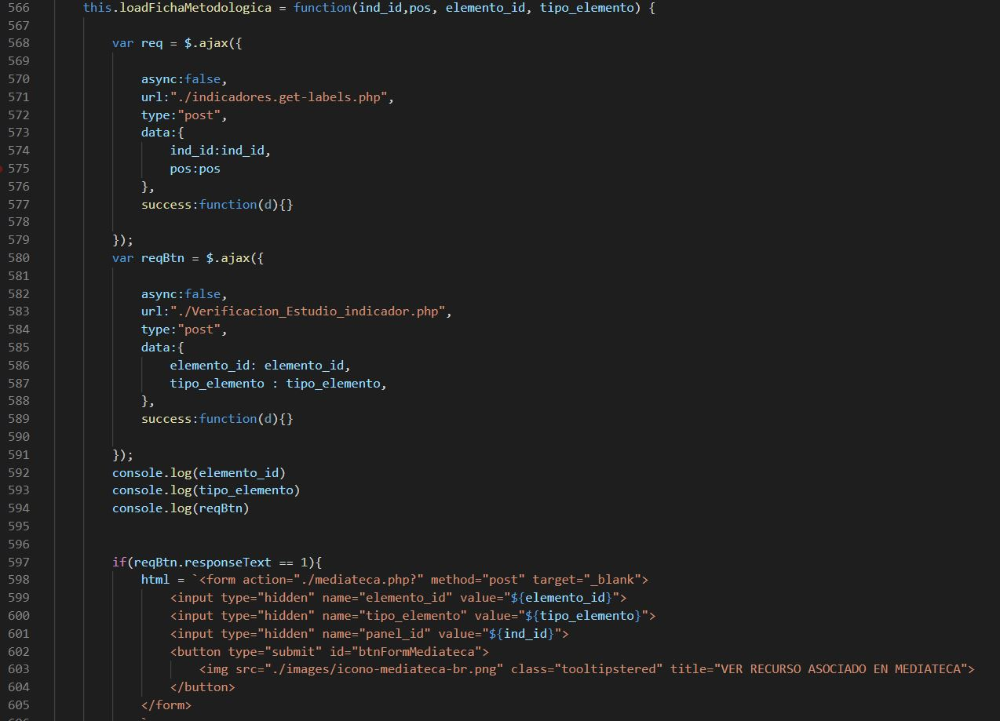 566 this.loadFichaMetodologica = function(ind_id,pos, elemento_id, tipo_elemento) {
567
568 var req = $.ajax({
569
570 async:false,
571 url:"./indicadores.get-labels.php",
572 type:"post",
573 data:{
574 ind_id:ind_id,
575 pos:pos
576 },
577 success:function(d){}
578
579 });
580 var reqBtn = $.ajax({
581
582 async:false,
583 url:"./Verificacion_Estudio_indicador.php",
584 type:"post",
585 data:{
586 elemento_id: elemento_id,
587 tipo_elemento : tipo_elemento,
588 },
589 success:function(d){}
590
591 });
592 console.log(elemento_id)
593 console.log(tipo_elemento)
594 console.log(reqBtn)
595
596
597 if(reqBtn.responseText == 1){
598 html = `<form action="./mediateca.php?" method="post" target="_blank">
599 <input type="hidden" name="elemento_id" value="${elemento_id}">
600 <input type="hidden" name="tipo_elemento" value="${tipo_elemento}">
601 <input type="hidden" name="panel_id" value="${ind_id}">
602 <button type="submit" id="btnFormMediateca">
603 <img src="./images/icono-mediateca-br.png" class="tooltipstered" title="VER RECURSO ASOCIADO EN MEDIATECA">
604 </button>
605 </form>